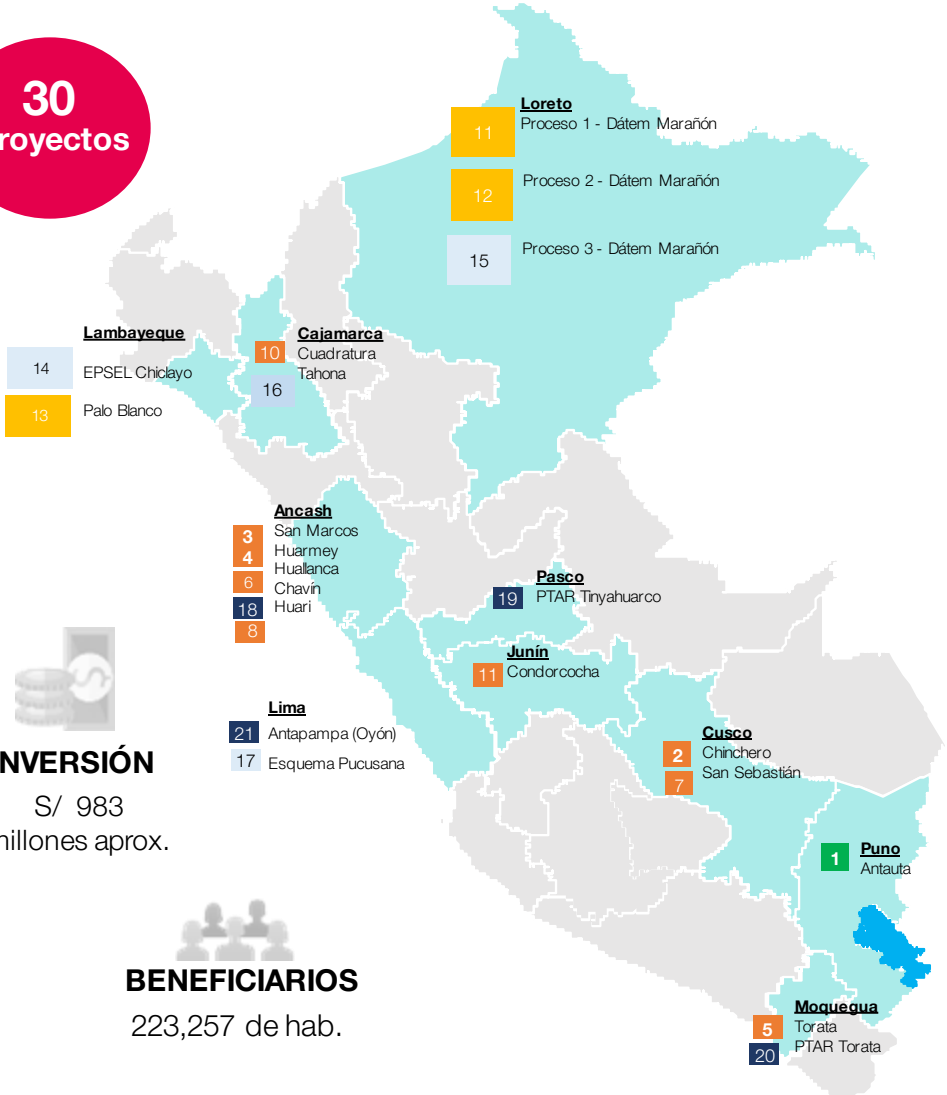 30
royectos
Loreto
11 Proceso 1 - Dátem Marañón
12 Proceso 2 - Dátem Marañón
15 Proceso 3 - Dátem Marañón
Lambayeque
14 EPSEL Chiclayo
13 Palo Blanco
Cajamarca
10 Cuadratura
16 Tahona
Ancash
3 San Marcos
4 Huarmey
6 Huallanca
18 Chavín
8 Huari
Pasco
19 PTAR Tinyahuarco
Junín
11 Condorcocha
Lima
21 Antapampa (Oyón)
17 Esquema Pucusana
Cusco
2 Chinchero
7 San Sebastián
Puno
1 Antauta
Moquegua
5 Torata
20 PTAR Torata
NVERSIÓN
S/ 983
millones aprox.
BENEFICIARIOS
223,257 de hab.